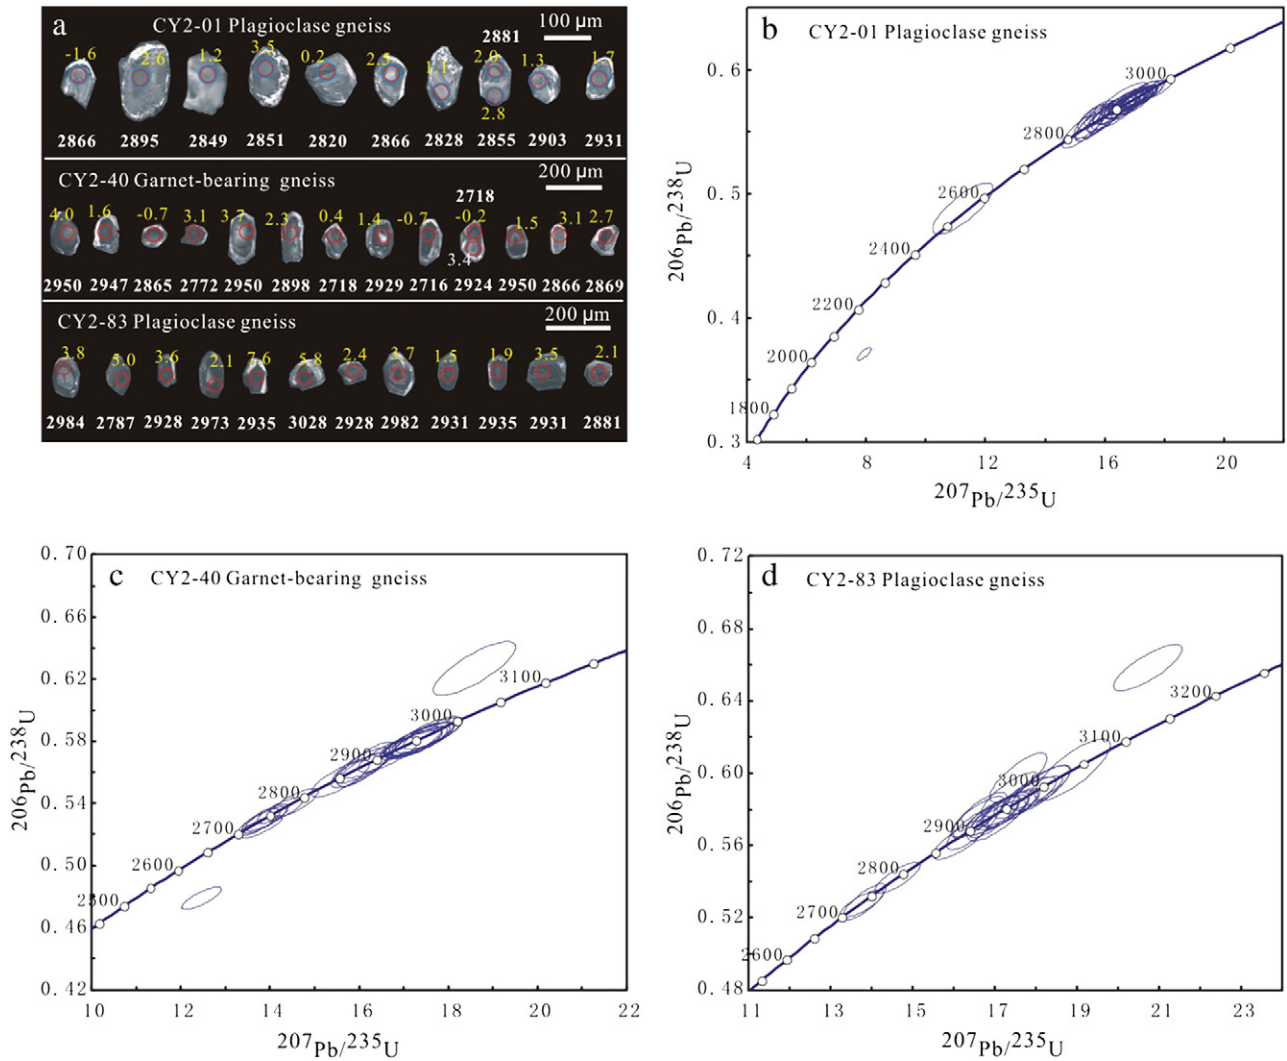 a CY2-01 Plagioclase gneiss 100 µm
2881
-1.6 2.6 1.2 3.5 0.2 2.5 1.1 2.0 1.3 1.7
2.8
2866 2895 2849 2851 2820 2866 2828 2855 2903 2931
CY2-40 Garnet-bearing gneiss 200 µm
2718
4.0 1.6 -0.7 3.1 3.7 2.3 0.4 1.4 -0.7 -0.2 1.5 3.1 2.7
3.4
2950 2947 2865 2772 2950 2898 2718 2929 2716 2924 2950 2866 2869
CY2-83 Plagioclase gneiss 200 µm
3.8 5.0 3.6 2.1 7.6 5.8 2.4 3.7 1.5 1.9 3.5 2.1
2984 2787 2928 2973 2935 3028 2928 2982 2931 2935 2931 2881
b CY2-01 Plagioclase gneiss
206Pb/238U
0.6
0.5
0.4
0.3
3000
2800
2600
2400
2200
2000
1800
4 8 12 16 20
207Pb/235U
c CY2-40 Garnet-bearing gneiss
206Pb/238U
0.70
0.66
0.62
0.58
0.54
0.50
0.46
0.42
3100
3000
2900
2800
2700
2600
2500
10 12 14 16 18 20 22
207Pb/235U
d CY2-83 Plagioclase gneiss
206Pb/238U
0.72
0.68
0.64
0.60
0.56
0.52
0.48
3200
3100
3000
2900
2800
2700
2600
11 13 15 17 19 21 23
207Pb/235U